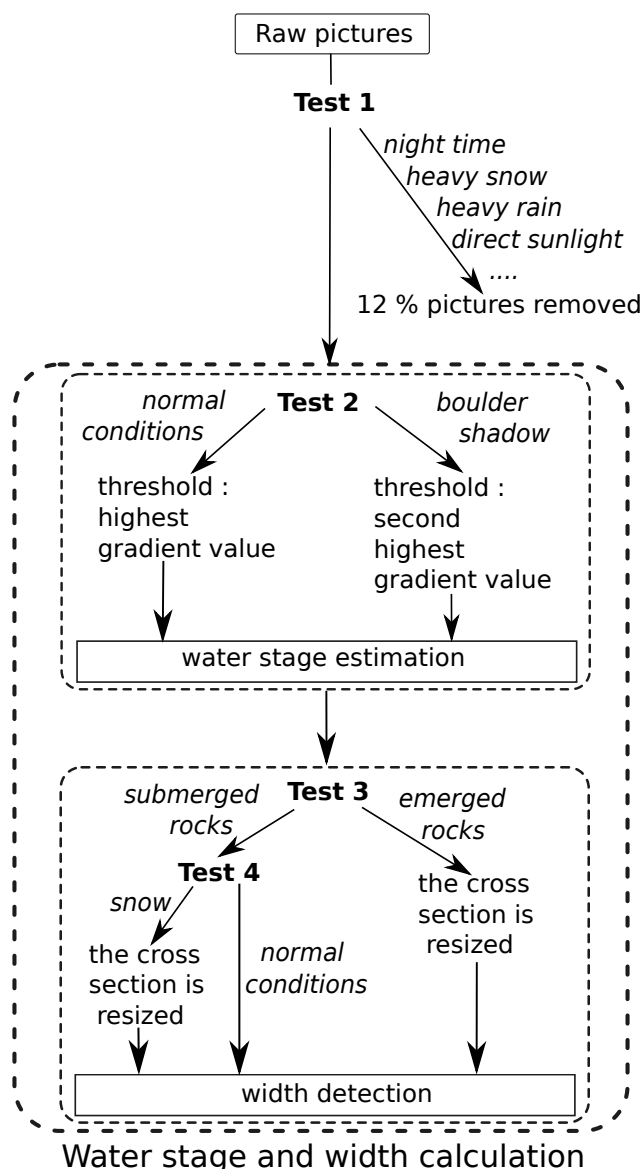 Raw pictures
Test 1
night time
heavy snow
heavy rain
direct sunlight
....
12 % pictures removed
Test 2
normal
conditions
boulder
shadow
threshold :
highest
gradient value
threshold :
second
highest
gradient value
water stage estimation
Test 3
submerged
rocks
emerged
rocks
Test 4
snow
the cross
section is
resized
normal
conditions
the cross
section is
resized
width detection
Water stage and width calculation